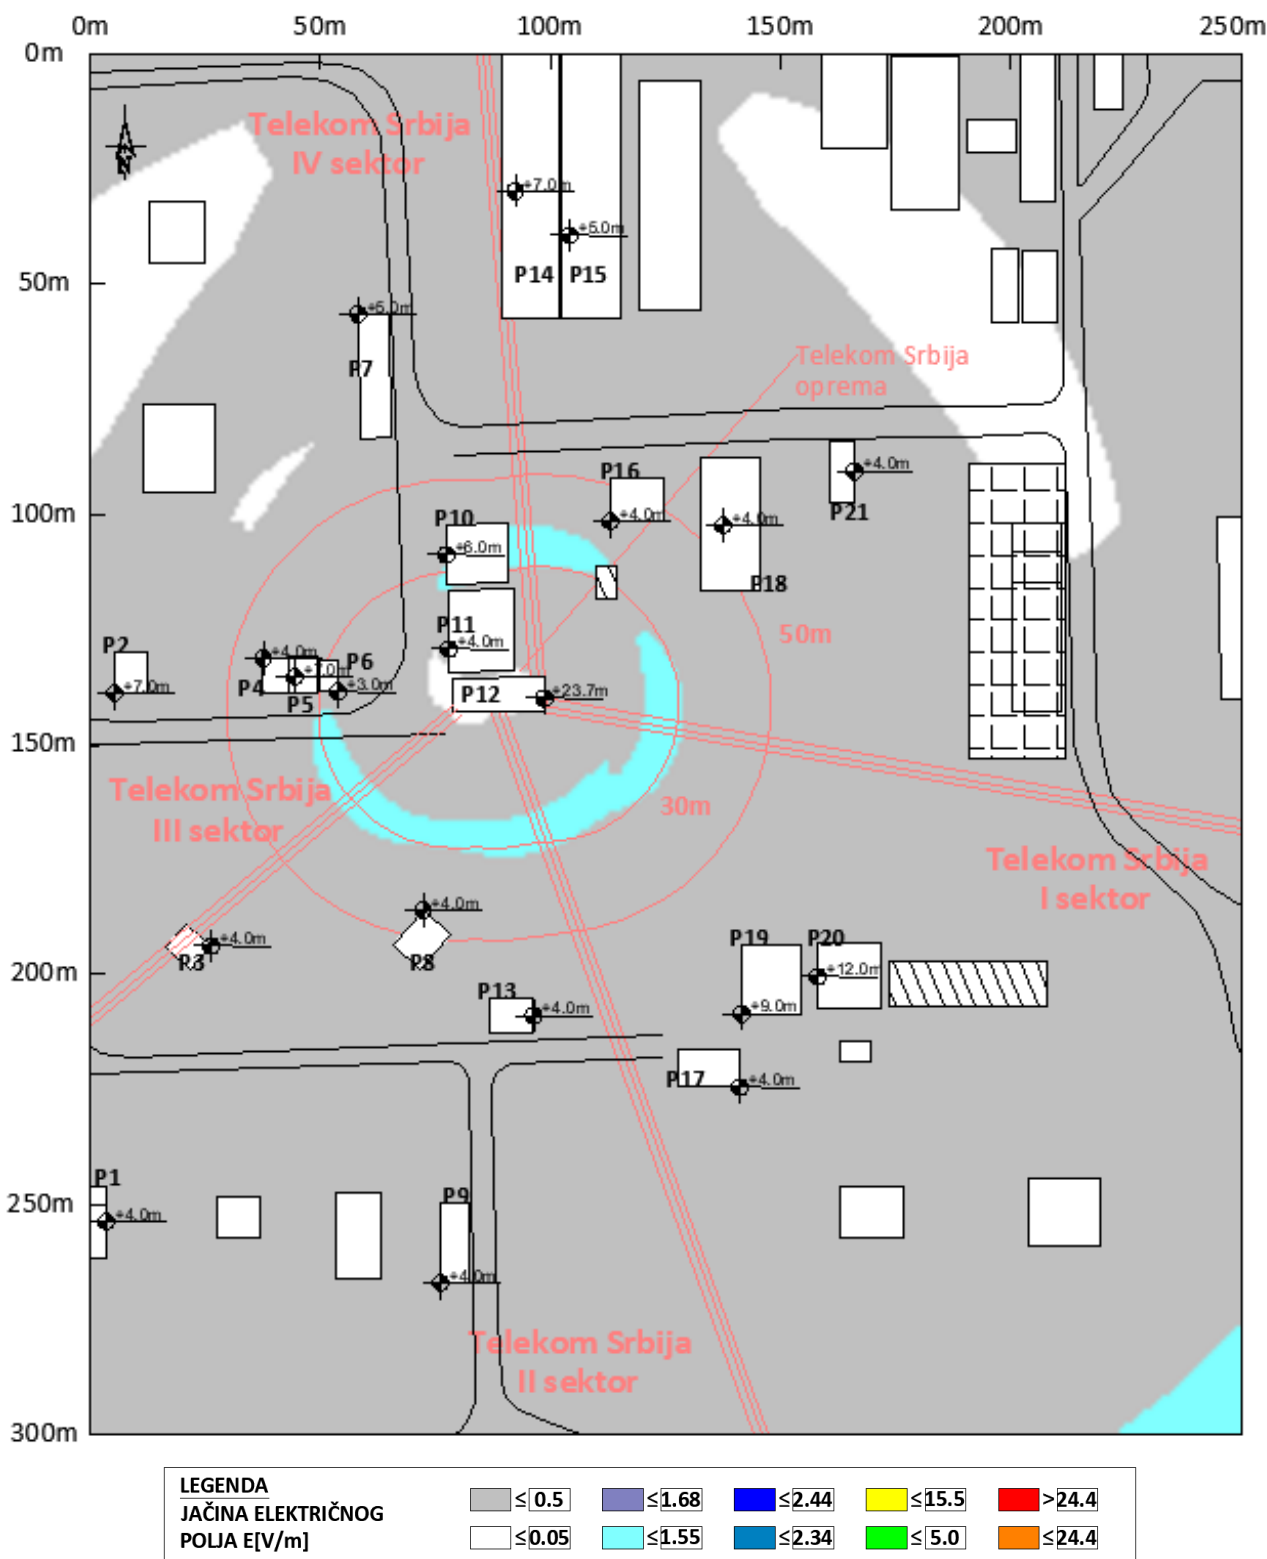 0m 50m 100m 150m 200m 250m
0m
Telekom Srbija
IV sektor
N
+7.0m
+5.0m
P14 P15
50m
+5.0m
P7
Telekom Srbija
oprema
P16
+4.0m
P21
100m
P10
+4.0m
+4.0m
+6.0m
P18
P11
50m
+4.0m
P2
+4.0m
P6
P4
+7.0m
+7.0m
+3.0m
P5
P12
+23.7m
150m
Telekom Srbija
III sektor
30m
Telekom Srbija
I sektor
+4.0m
P19 P20
+4.0m
P3
P8
+12.0m
200m
P13
+4.0m
+9.0m
P17
+4.0m
P1
250m
+4.0m
P9
+4.0m
Telekom Srbija
II sektor
300m
LEGENDA
JAČINA ELEKTRIČNOG
POLJA E[V/m]
≤ 0.5 ≤1.68 ≤2.44 ≤15.5 >24.4
≤0.05 ≤1.55 ≤2.34 ≤ 5.0 ≤24.4